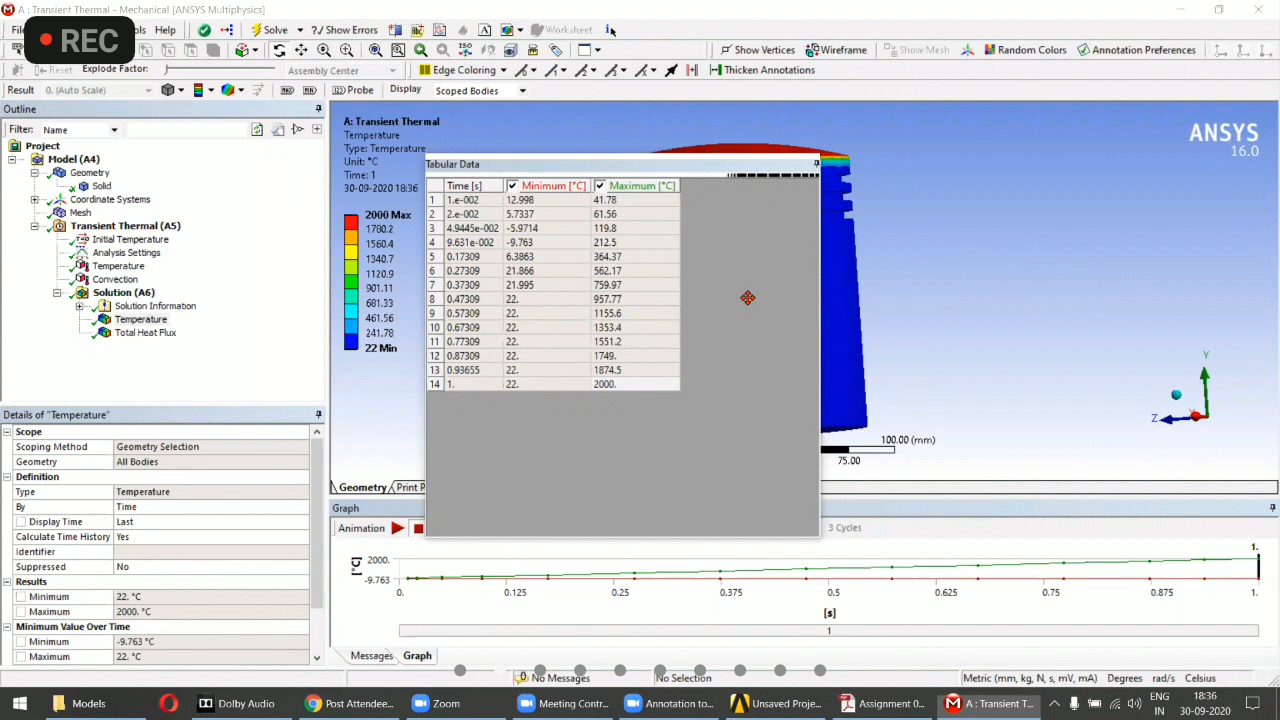 A : Transient Thermal - Mechanical [ANSYS Multiphysics]
REC
Help
Solve
?/ Show Errors
Worksheet
Show Vertices
Wireframe
Show Mesh
Random Colors
Annotation Preferences
Reset
Explode Factor:
Assembly Center
Edge Coloring
Thicken Annotations
Result
0. (Auto Scale)
Probe
Display
Scoped Bodies
Outline
Filter: Name
Project
Model (A4)
Geometry
Solid
Coordinate Systems
Mesh
Transient Thermal (A5)
Initial Temperature
Analysis Settings
Temperature
Convection
Solution (A6)
Solution Information
Temperature
Total Heat Flux
Details of "Temperature"
Scope
Scoping Method Geometry Selection
Geometry All Bodies
Definition
Type Temperature
By Time
Display Time Last
Calculate Time History Yes
Identifier
Suppressed No
Results
Minimum 22. °C
Maximum 2000. °C
Minimum Value Over Time
Minimum -9.763 °C
Maximum 22. °C
A: Transient Thermal
Temperature
Type: Temperature
Unit: °C
Time: 1
30-09-2020 18:36
2000 Max
1780.2
1560.4
1340.7
1120.9
901.11
681.33
461.56
241.78
22 Min
ANSYS
16.0
Tabular Data
Time [s] Minimum [°C] Maximum [°C]
1 1.e-002 12.998 41.78
2 2.e-002 5.7337 61.56
3 4.9445e-002 -5.9714 119.8
4 9.631e-002 -9.763 212.5
5 0.17309 6.3863 364.37
6 0.27309 21.866 562.17
7 0.37309 21.995 759.97
8 0.47309 22. 957.77
9 0.57309 22. 1155.6
10 0.67309 22. 1353.4
11 0.77309 22. 1551.2
12 0.87309 22. 1749.
13 0.93655 22. 1874.5
14 1. 22. 2000.
Y
Z
100.00 (mm)
75.00
Geometry
Print P
Graph
Animation
3 Cycles
1.
[°C]
2000.
-9.763
0. 0.125 0.25 0.375 0.5 0.625 0.75 0.875 1.
[s]
1
Messages
Graph
0 No Messages
No Selection
Metric (mm, kg, N, s, mV, mA) Degrees rad/s Celsius
Models
Dolby Audio
Post Attendee...
Zoom
Meeting Contr...
Annotation to...
Unsaved Proje...
Assignment 0...
A : Transient T...
ENG
IN
18:36
30-09-2020